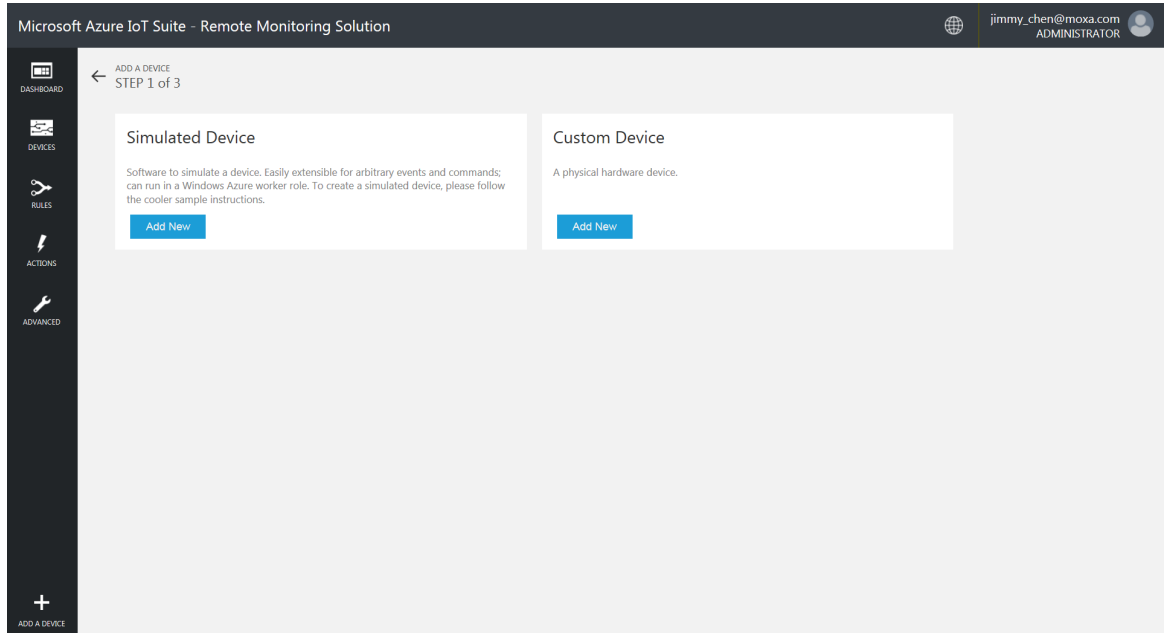 Microsoft Azure IoT Suite - Remote Monitoring Solution
jimmy_chen@moxa.com
ADMINISTRATOR
DASHBOARD
DEVICES
RULES
ACTIONS
ADVANCED
ADD A DEVICE
ADD A DEVICE
STEP 1 of 3
Simulated Device
Software to simulate a device. Easily extensible for arbitrary events and commands;
can run in a Windows Azure worker role. To create a simulated device, please follow
the cooler sample instructions.
Add New
Custom Device
A physical hardware device.
Add New